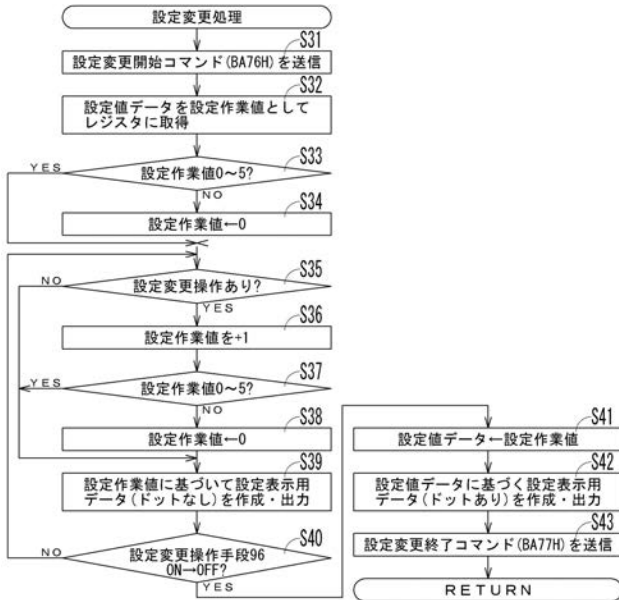 設定変更処理
S31
設定変更開始コマンド(BA76H)を送信
S32
設定値データを設定作業値として
レジスタに取得
S33
YES
設定作業値0～5?
NO
S34
設定作業値←0
S35
NO
設定変更操作あり?
YES
S36
設定作業値を+1
S37
YES
設定作業値0～5?
NO
S38
設定作業値←0
S39
設定作業値に基づいて設定表示用
データ(ドットなし)を作成・出力
S40
NO
設定変更操作手段96
ON→OFF?
YES
S41
設定値データ←設定作業値
S42
設定値データに基づく設定表示用
データ(ドットあり)を作成・出力
S43
設定変更終了コマンド(BA77H)を送信
RETURN